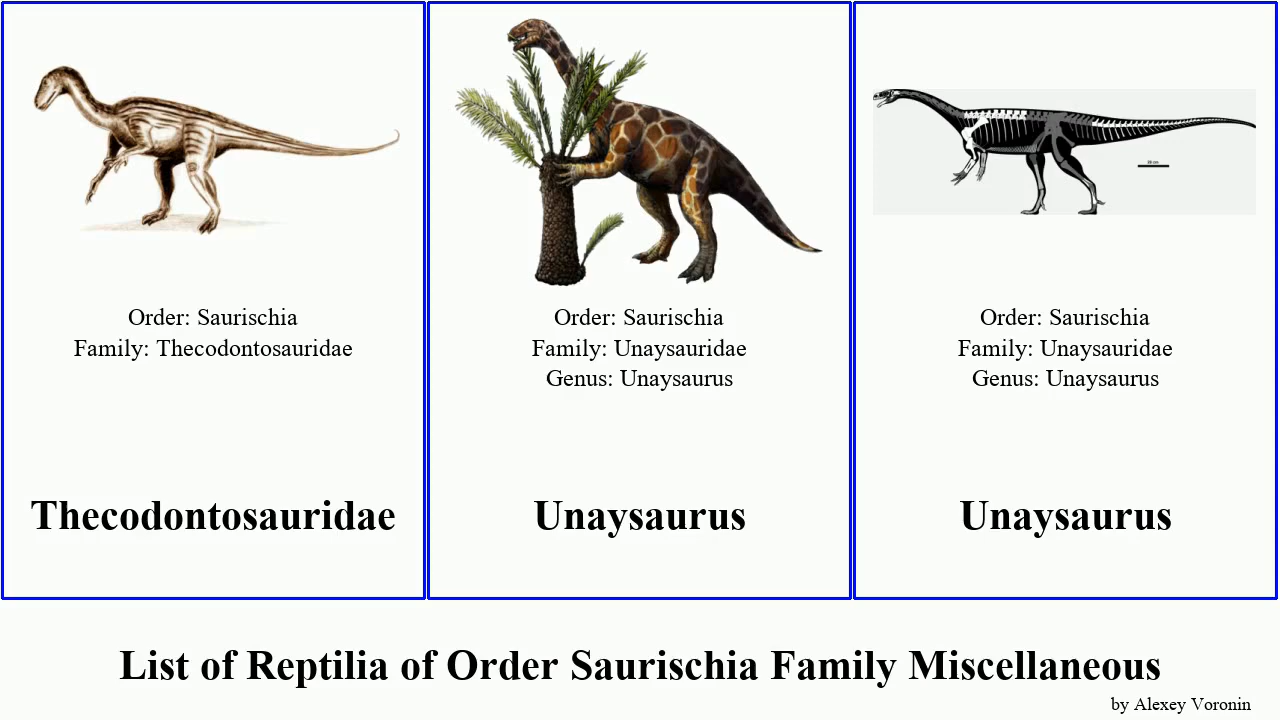 Order: Saurischia
Family: Thecodontosauridae
Thecodontosauridae
Order: Saurischia
Family: Unaysauridae
Genus: Unaysaurus
Unaysaurus
Order: Saurischia
Family: Unaysauridae
Genus: Unaysaurus
Unaysaurus
List of Reptilia of Order Saurischia Family Miscellaneous
by Alexey Voronin